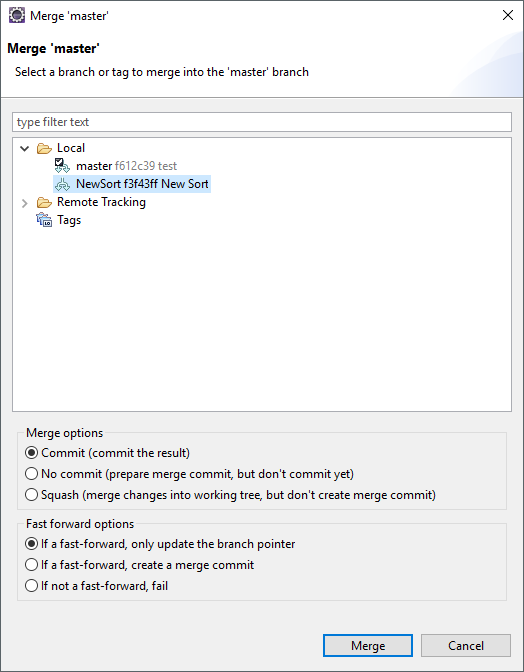 Merge 'master'
Merge 'master'
Select a branch or tag to merge into the 'master' branch
type filter text
Local
master f612c39 test
NewSort f3f43ff New Sort
Remote Tracking
Tags
Merge options
Commit (commit the result)
No commit (prepare merge commit, but don't commit yet)
Squash (merge changes into working tree, but don't create merge commit)
Fast forward options
If a fast-forward, only update the branch pointer
If a fast-forward, create a merge commit
If not a fast-forward, fail
Merge Cancel